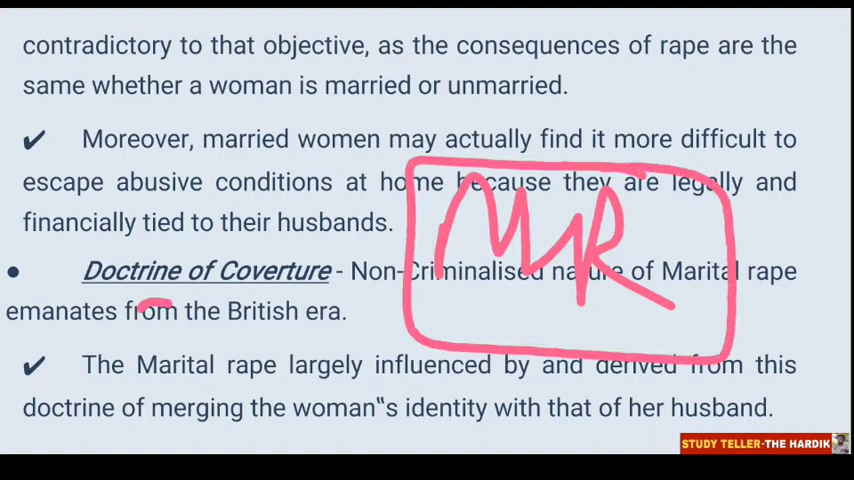 contradictory to that objective, as the consequences of rape are the
same whether a woman is married or unmarried.
✔ Moreover, married women may actually find it more difficult to
escape abusive conditions at home because they are legally and
financially tied to their husbands.
● Doctrine of Coverture - Non-Criminalised nature of Marital rape
emanates from the British era.
✔ The Marital rape largely influenced by and derived from this
doctrine of merging the woman‟s identity with that of her husband.
MR
STUDY TELLER-THE HARDIK